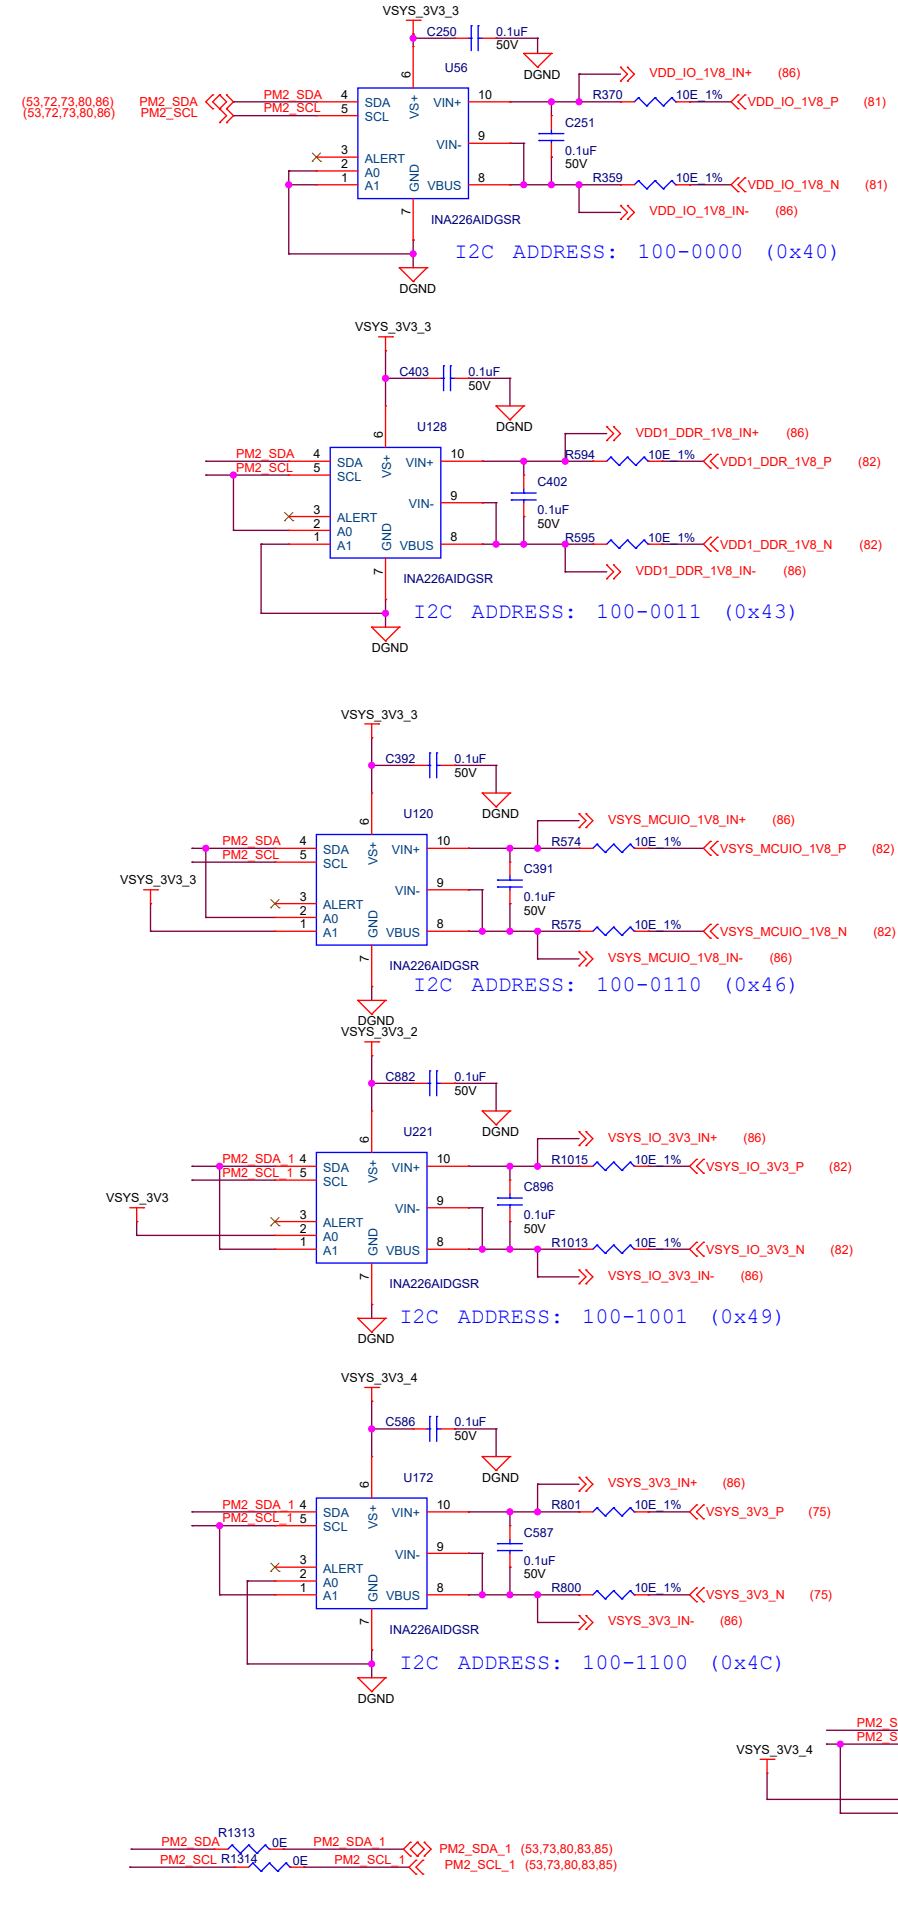 VSYS_3V3_3
C250 0.1uF
50V
DGND
U56
VDD_IO_1V8_IN+ (86)
6
(53,72,73,80,86) PM2_SDA PM2_SDA 4 SDA VS+ VIN+ 10 R370 10E_1% VDD_IO_1V8_P (81)
(53,72,73,80,86) PM2_SCL PM2_SCL 5 SCL
C251
9 VIN-
0.1uF
50V
3 ALERT
2 A0
1 A1 GND VBUS 8 R359 10E_1% VDD_IO_1V8_N (81)
7
VDD_IO_1V8_IN- (86)
INA226AIDGSR
I2C ADDRESS: 100-0000 (0x40)
DGND
VSYS_3V3_3
C403 0.1uF
50V
DGND
U128
VDD1_DDR_1V8_IN+ (86)
6
PM2_SDA 4 SDA VS+ VIN+ 10 R594 10E_1% VDD1_DDR_1V8_P (82)
PM2_SCL 5 SCL
C402
9 VIN-
0.1uF
50V
3 ALERT
2 A0
1 A1 GND VBUS 8 R595 10E_1% VDD1_DDR_1V8_N (82)
7
VDD1_DDR_1V8_IN- (86)
INA226AIDGSR
I2C ADDRESS: 100-0011 (0x43)
DGND
VSYS_3V3_3
C392 0.1uF
50V
DGND
U120
VSYS_MCUIO_1V8_IN+ (86)
6
PM2_SDA 4 SDA VS+ VIN+ 10 R574 10E_1% VSYS_MCUIO_1V8_P (82)
PM2_SCL 5 SCL
C391
VSYS_3V3_3
9 VIN-
0.1uF
50V
3 ALERT
2 A0
1 A1 GND VBUS 8 R575 10E_1% VSYS_MCUIO_1V8_N (82)
7
VSYS_MCUIO_1V8_IN- (86)
INA226AIDGSR
I2C ADDRESS: 100-0110 (0x46)
DGND
VSYS_3V3_2
C882 0.1uF
50V
DGND
U221
VSYS_IO_3V3_IN+ (86)
6
PM2_SDA_1 4 SDA VS+ VIN+ 10 R1015 10E_1% VSYS_IO_3V3_P (82)
PM2_SCL_1 5 SCL
C896
VSYS_3V3
9 VIN-
0.1uF
50V
3 ALERT
2 A0
1 A1 GND VBUS 8 R1013 10E_1% VSYS_IO_3V3_N (82)
7
VSYS_IO_3V3_IN- (86)
INA226AIDGSR
I2C ADDRESS: 100-1001 (0x49)
DGND
VSYS_3V3_4
C586 0.1uF
50V
DGND
U172
VSYS_3V3_IN+ (86)
6
PM2_SDA_1 4 SDA VS+ VIN+ 10 R801 10E_1% VSYS_3V3_P (75)
PM2_SCL_1 5 SCL
C587
9 VIN-
0.1uF
50V
3 ALERT
2 A0
1 A1 GND VBUS 8 R800 10E_1% VSYS_3V3_N (75)
7
VSYS_3V3_IN- (86)
INA226AIDGSR
I2C ADDRESS: 100-1100 (0x4C)
DGND
PM2_S
PM2_S
VSYS_3V3_4
PM2_SDA R1313 0E PM2_SDA_1 PM2_SDA_1 (53,73,80,83,85)
PM2_SCL R1314 0E PM2_SCL_1 PM2_SCL_1 (53,73,80,83,85)